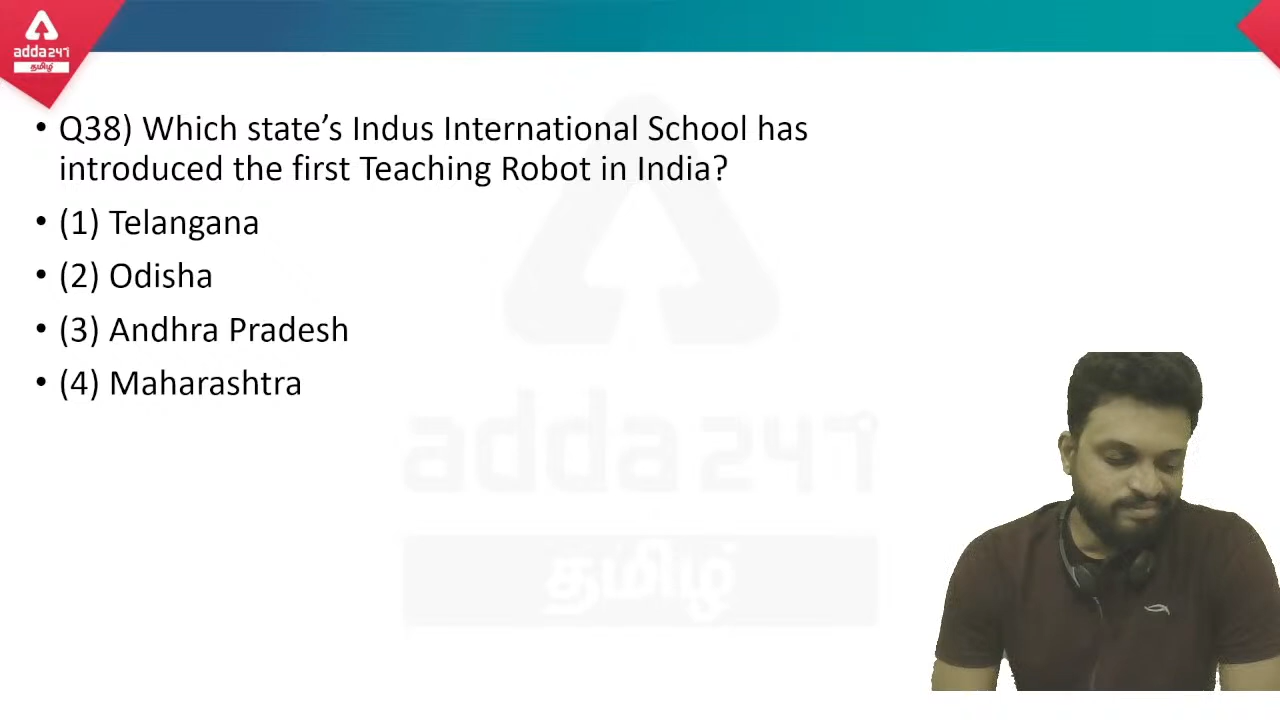 adda247
தமிழ்
• Q38) Which state’s Indus International School has
introduced the first Teaching Robot in India?
• (1) Telangana
• (2) Odisha
• (3) Andhra Pradesh
• (4) Maharashtra
adda247
தமிழ்